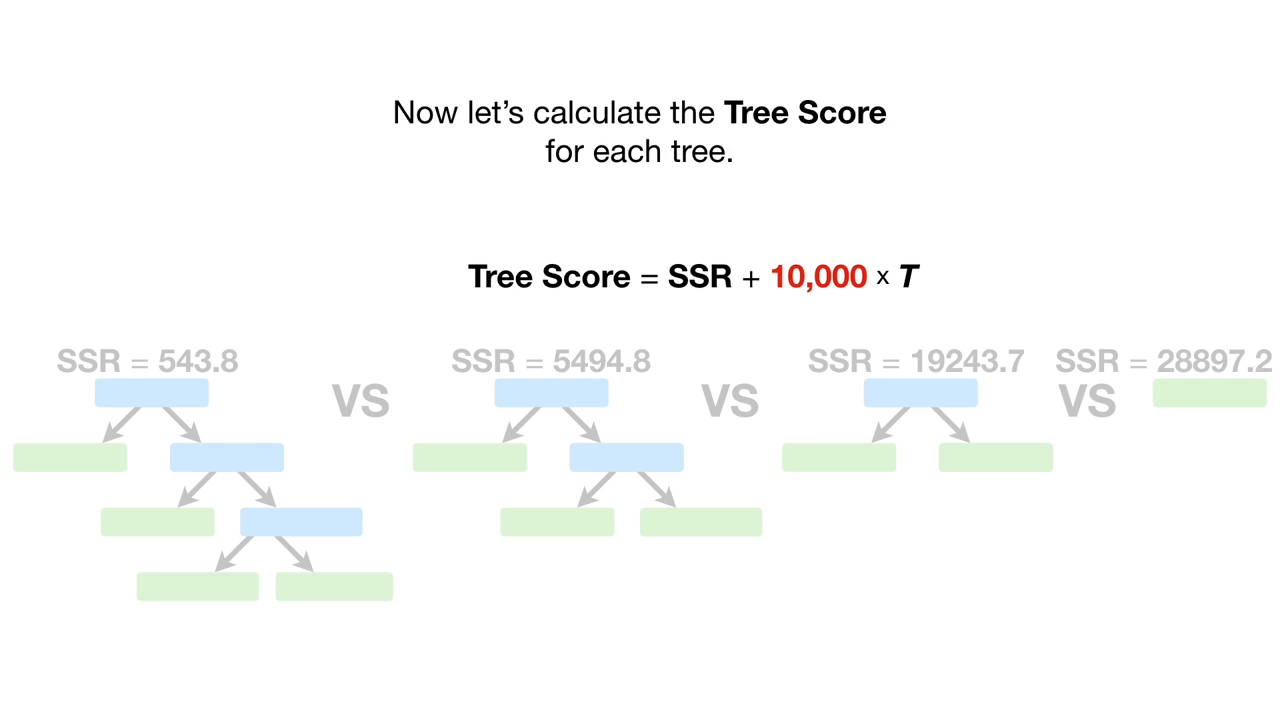 Now let’s calculate the Tree Score
for each tree.
Tree Score = SSR + 10,000 x T
SSR = 543.8
SSR = 5494.8
SSR = 19243.7
SSR = 28897.2
VS
VS
VS